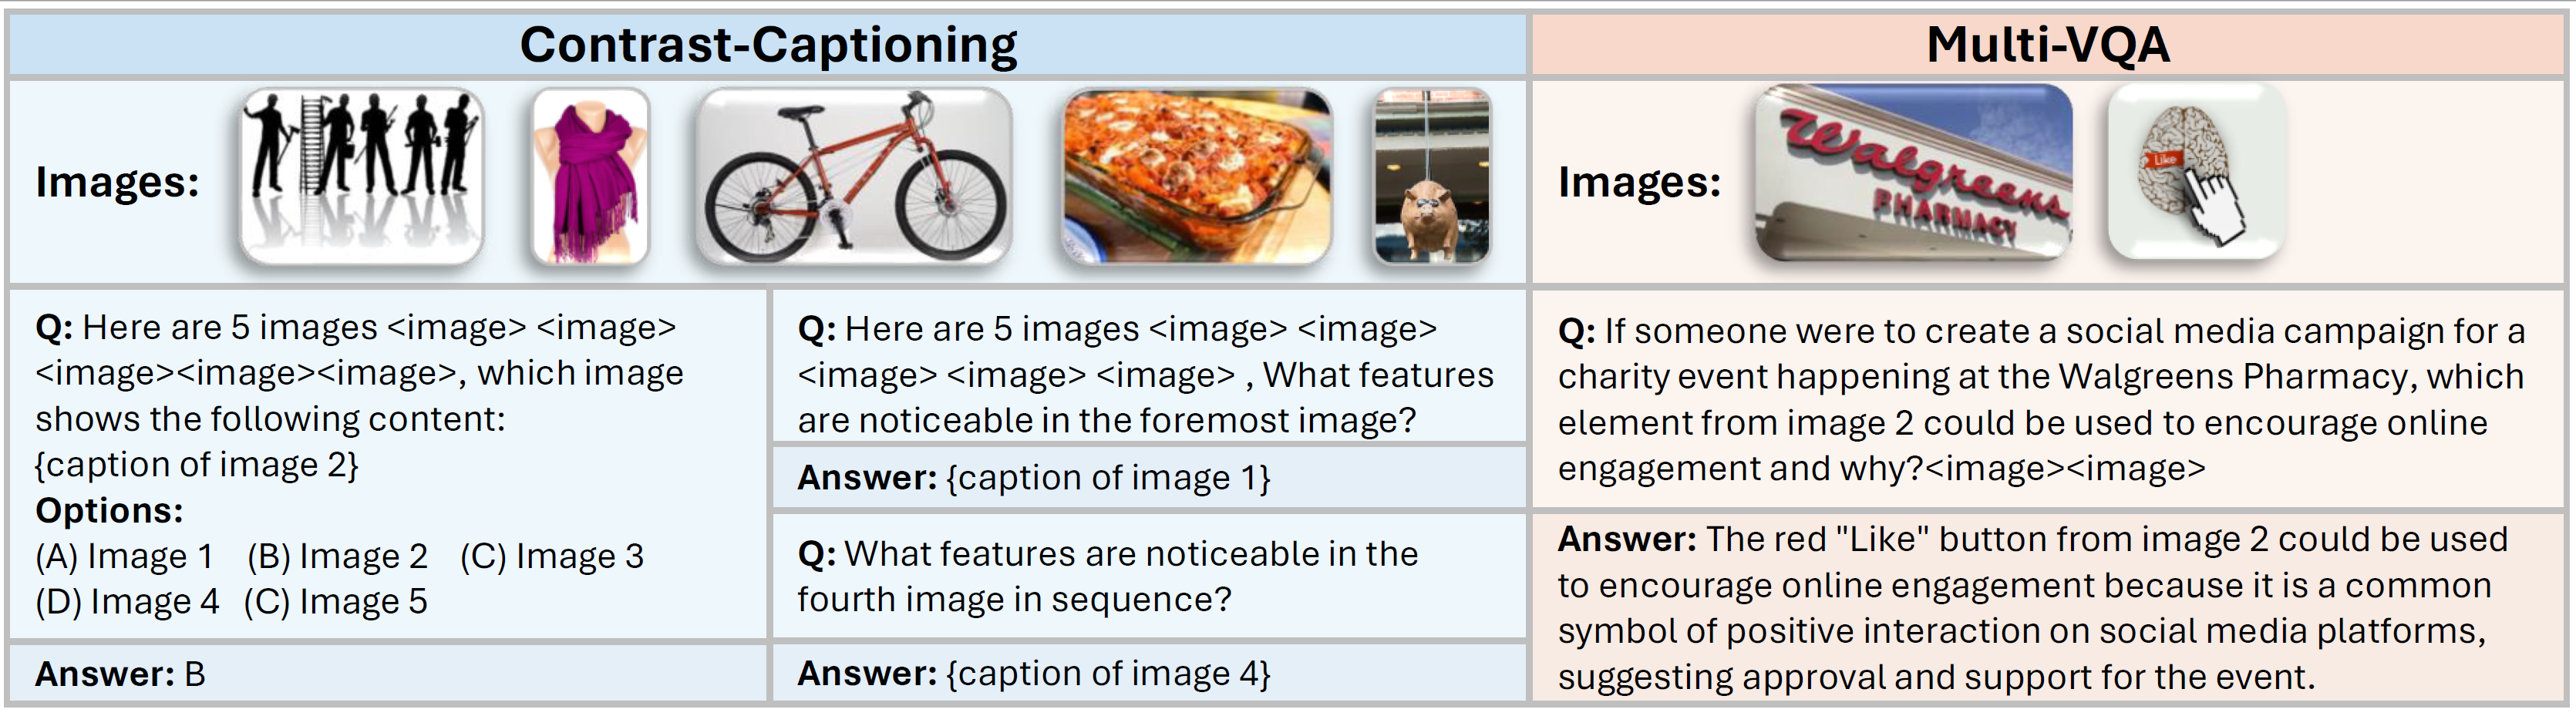 Contrast-Captioning
Multi-VQA
Images:
Images:
Walgreens
PHARMACY
Like
Q: Here are 5 images <image> <image>
<image><image><image>, which image
shows the following content:
{caption of image 2}
Options:
(A) Image 1 (B) Image 2 (C) Image 3
(D) Image 4 (C) Image 5
Answer: B
Q: Here are 5 images <image> <image>
<image> <image> <image> , What features
are noticeable in the foremost image?
Answer: {caption of image 1}
Q: What features are noticeable in the
fourth image in sequence?
Answer: {caption of image 4}
Q: If someone were to create a social media campaign for a
charity event happening at the Walgreens Pharmacy, which
element from image 2 could be used to encourage online
engagement and why?<image><image>
Answer: The red "Like" button from image 2 could be used
to encourage online engagement because it is a common
symbol of positive interaction on social media platforms,
suggesting approval and support for the event.